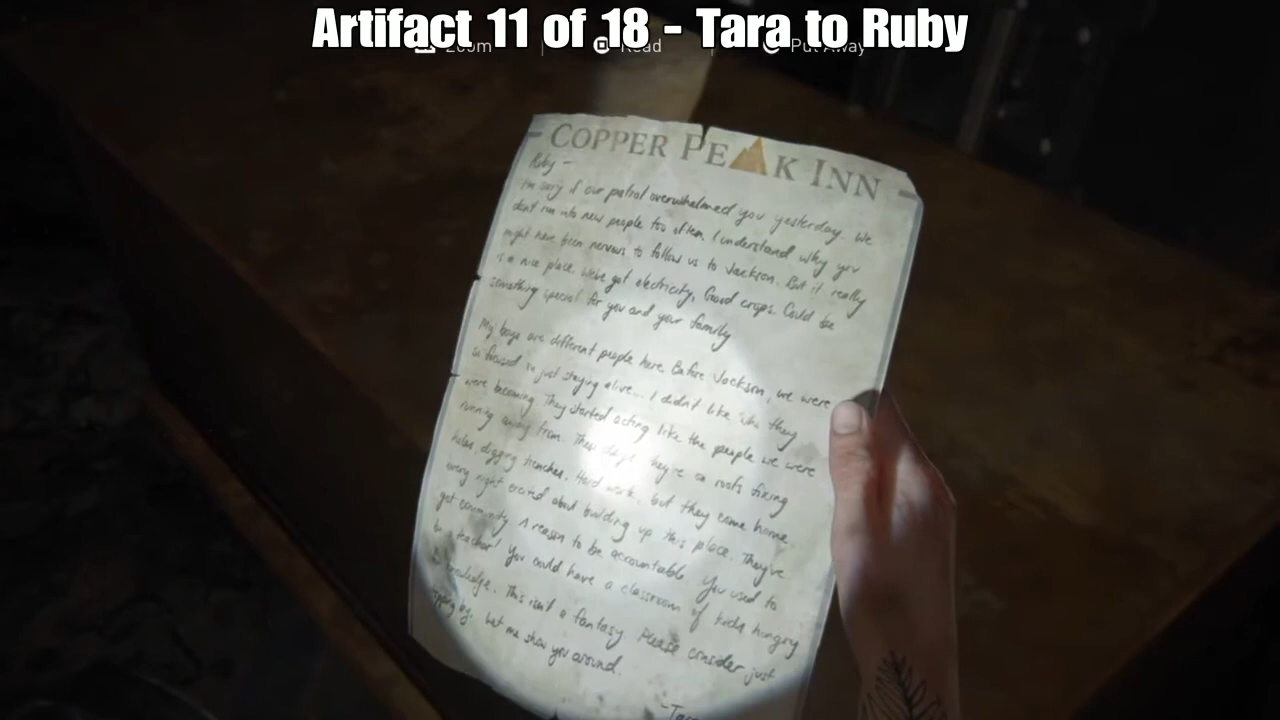 Artifact 11 of 18 - Tara to Ruby
Zoom Read Put Away
COPPER PEAK INN
Ruby -
I'm sorry if our patrol overwhelmed you yesterday. We
don't run into new people too often. I understand why you
might have been nervous to follow us to Jackson. But it really
is a nice place. We've got electricity, Good crops. Could be
something special for you and your family
My boys are different people here. Before Jackson, we were
so focused on just staying alive... I didn't like who they
were becoming. They started acting like the people we were
running away from. These days they're on roofs fixing
holes, digging trenches. Hard work, but they come home
every night excited about building up this place. They've
got community. A reason to be accountable. You used to
be a teacher! You could have a classroom of kids hungry
knowledge. This isn't a fantasy. Please consider just
by. Let me show you around.
-Tara